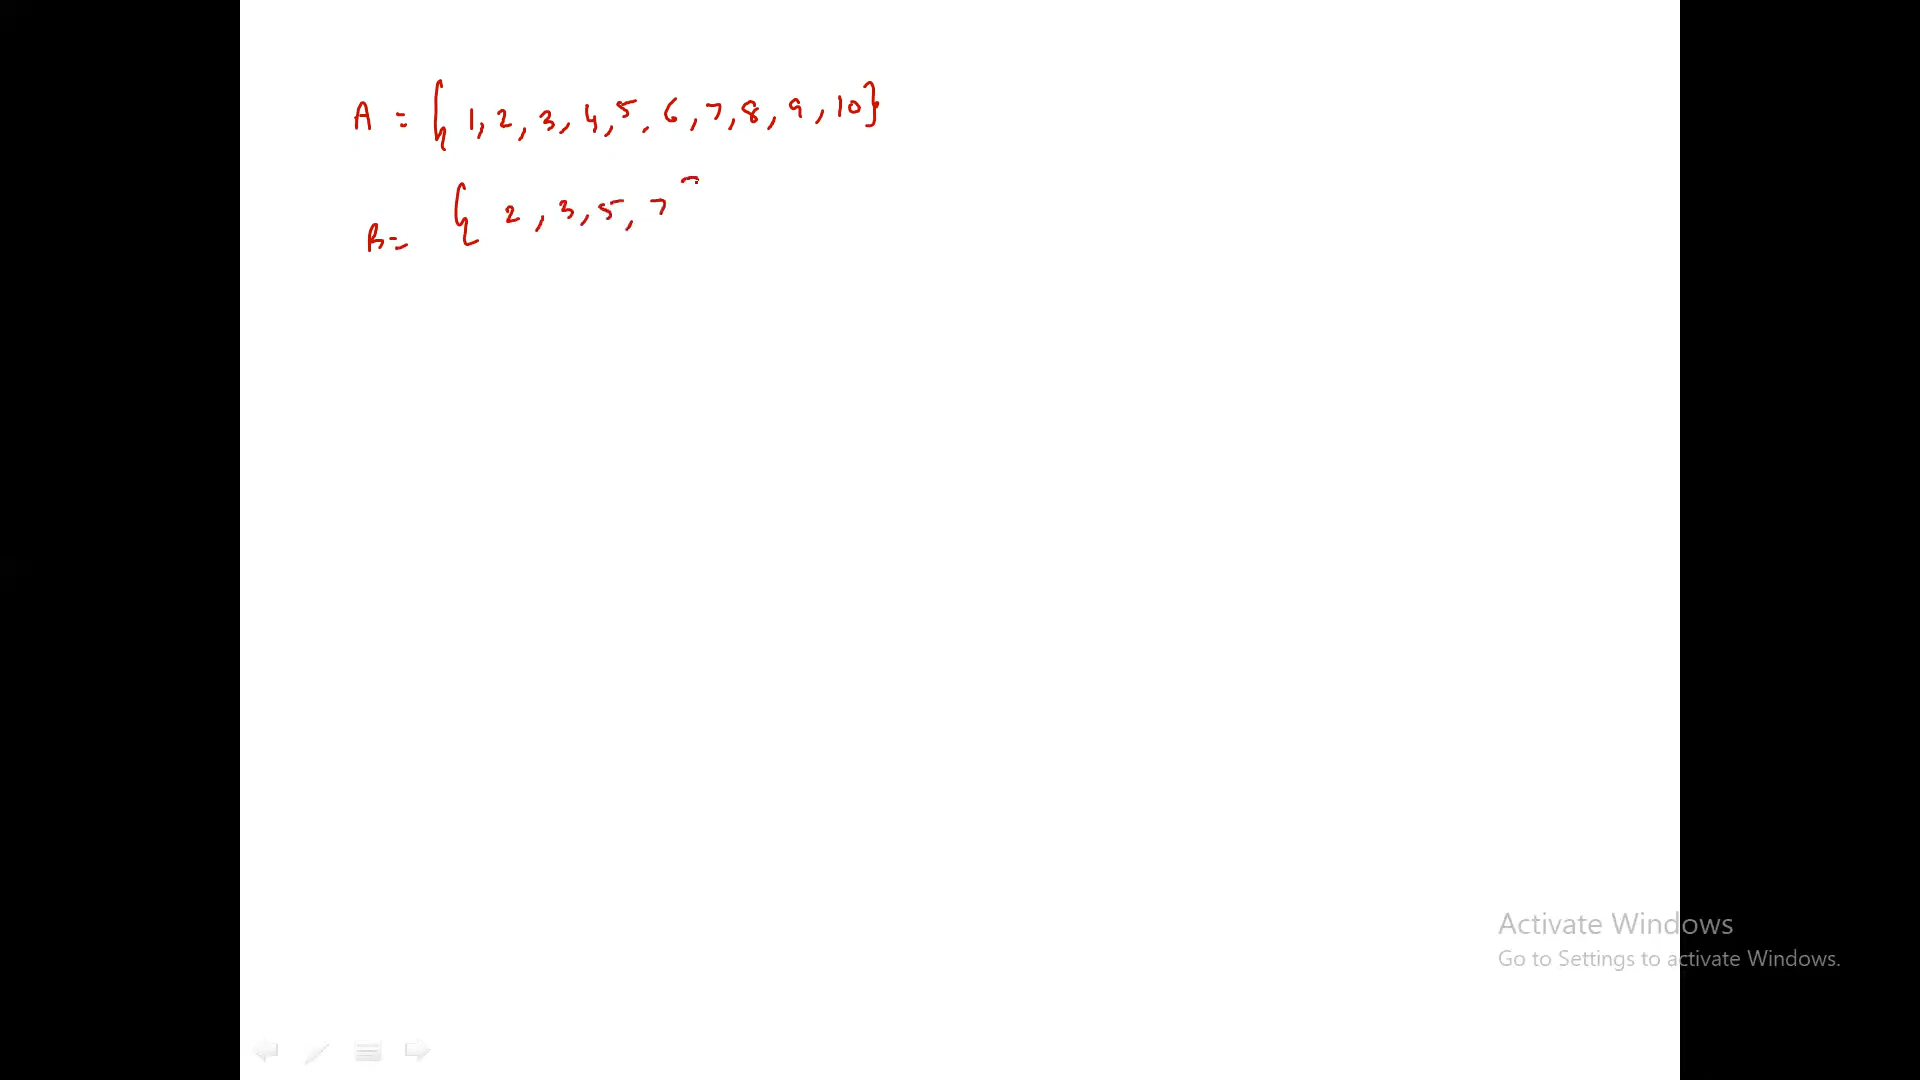 A = { 1, 2, 3, 4, 5, 6, 7, 8, 9, 10}
B = { 2, 3, 5, 7
Activate Windows
Go to Settings to activate Windows.